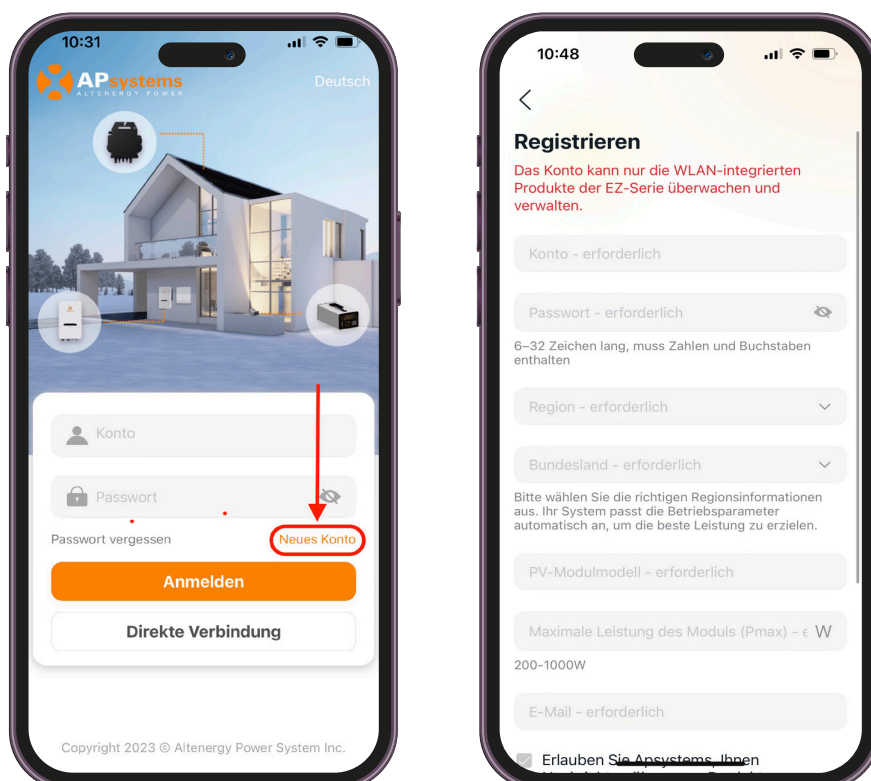 10:31
APsystems
ALTENERGY POWER
Deutsch
Konto
Passwort
Passwort vergessen
Neues Konto
Anmelden
Direkte Verbindung
Copyright 2023 © Altenergy Power System Inc.
10:48
Registrieren
Das Konto kann nur die WLAN-integrierten
Produkte der EZ-Serie überwachen und
verwalten.
Konto - erforderlich
Passwort - erforderlich
6–32 Zeichen lang, muss Zahlen und Buchstaben
enthalten
Region - erforderlich
Bundesland - erforderlich
Bitte wählen Sie die richtigen Regionsinformationen
aus. Ihr System passt die Betriebsparameter
automatisch an, um die beste Leistung zu erzielen.
PV-Modulmodell - erforderlich
Maximale Leistung des Moduls (Pmax) - e W
200-1000W
E-Mail - erforderlich
Erlauben Sie Apsystems, Ihnen